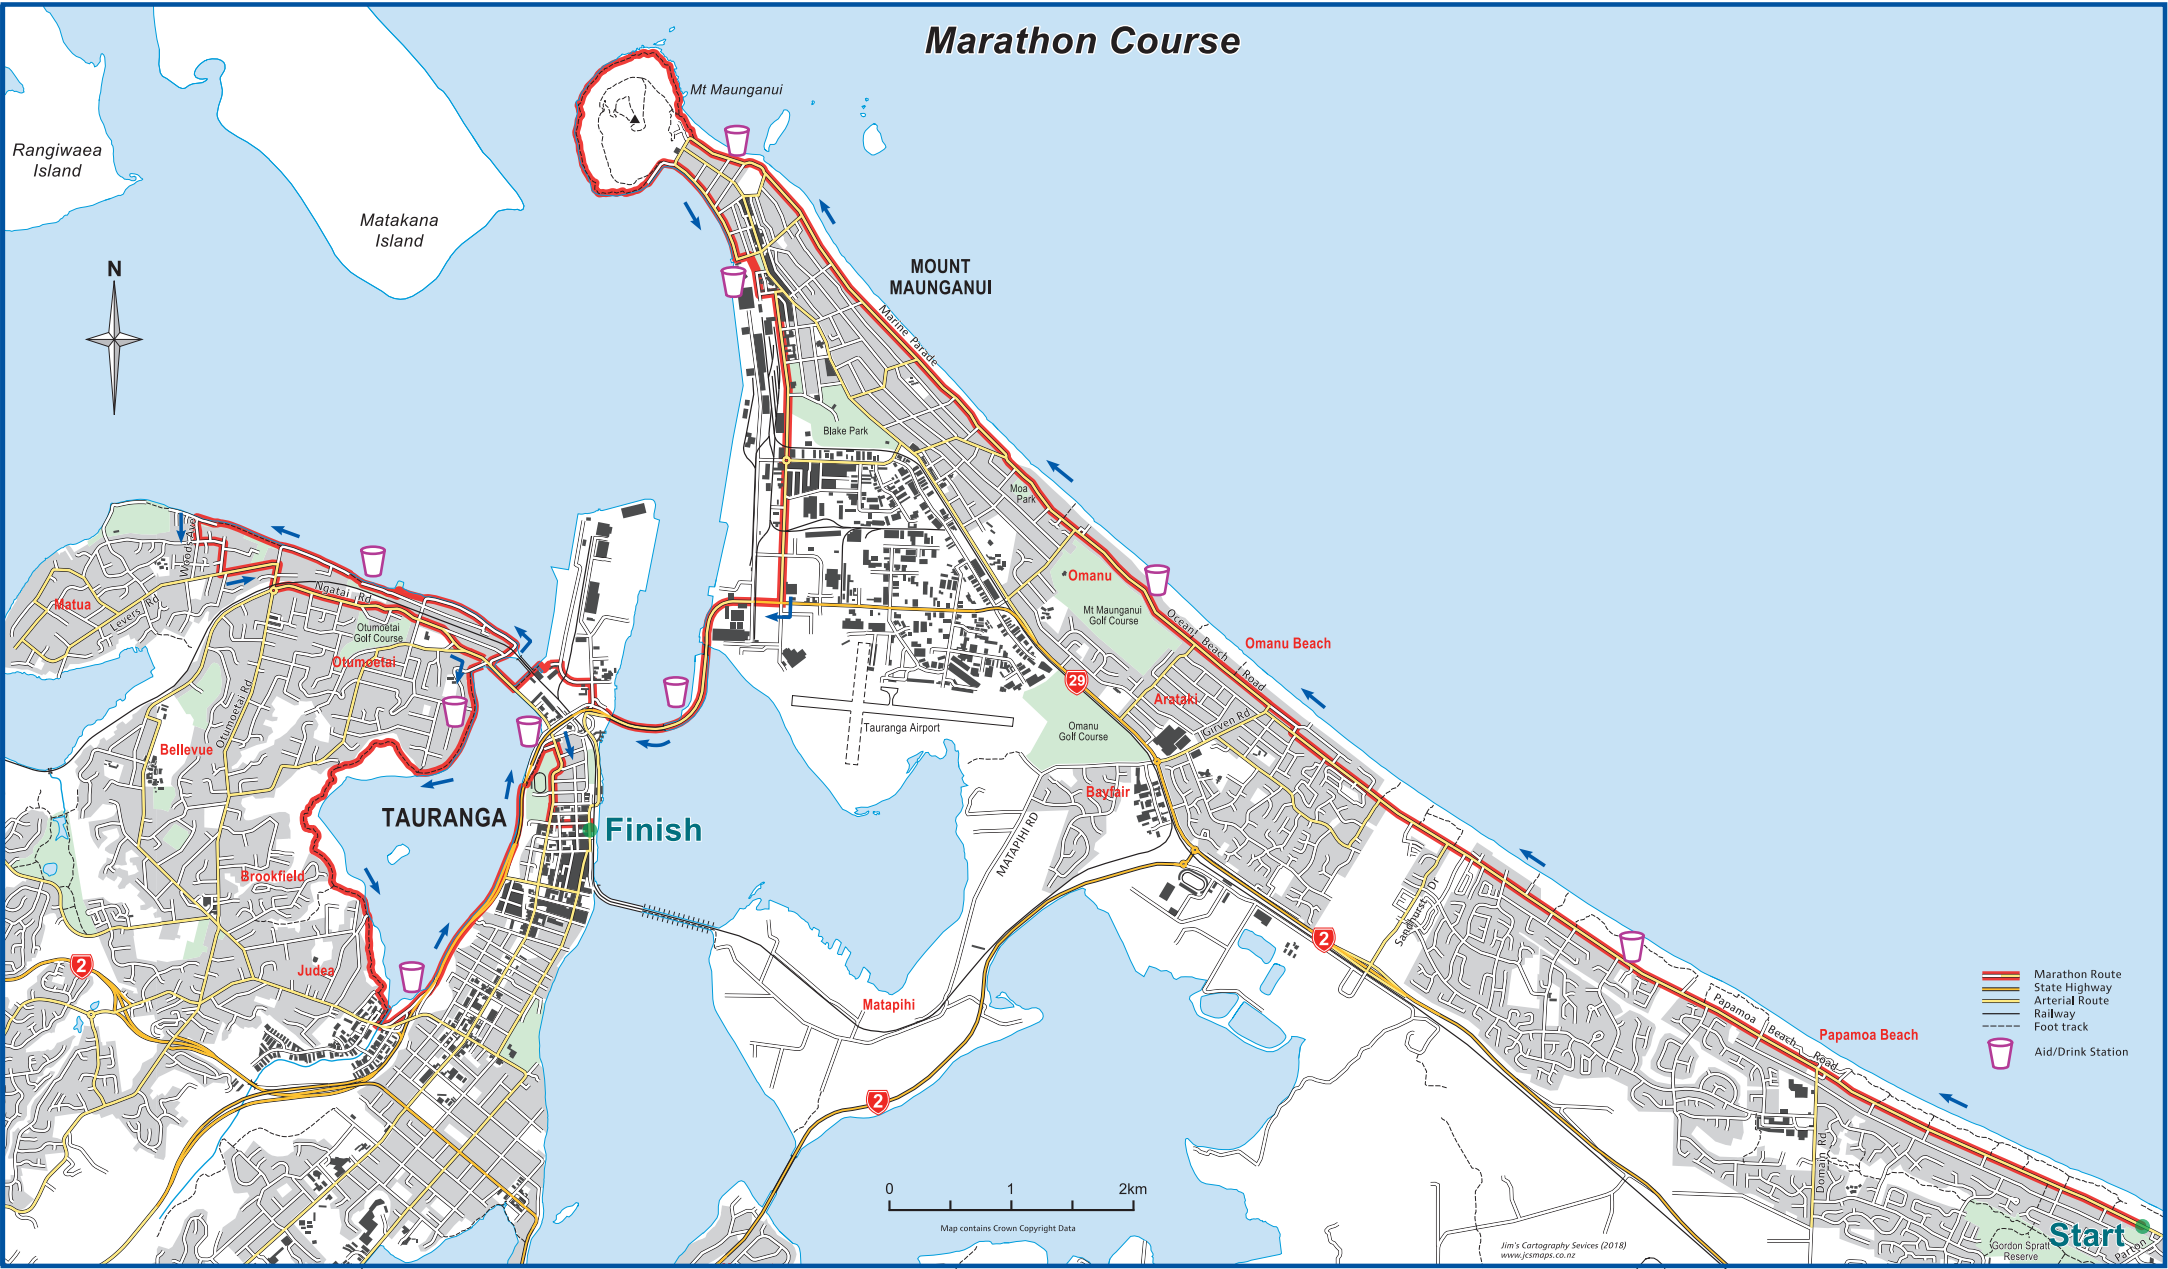 Marathon Course
Mt Maunganui
Rangiwaea
Island
Matakana
Island
N
MOUNT
MAUNGANUI
Marine Parade
Blake Park
Moa
Park
Woods Ave
Ngatai Rd
Matua
Levers Rd
Otumoetai
Golf Course
Otumoetai
Otumoetai Rd
Bellevue
Omanu
Mt Maunganui
Golf Course
Ocean Beach Road
Omanu Beach
29
Arataki
Girven Rd
Tauranga Airport
Omanu
Golf Course
Bayfair
MATAPIHI RD
TAURANGA
Finish
Brookfield
Sandhurst Dr
2
2
Judea
Matapihi
Papamoa Beach Road
Papamoa Beach
Marathon Route
State Highway
Arterial Route
Railway
Foot track
Aid/Drink Station
2
Domain Rd
0 1 2km
Map contains Crown Copyright Data
Jim's Cartography Sevices (2018)
www.jcsmaps.co.nz
Gordon Spratt
Reserve
Start
Parton